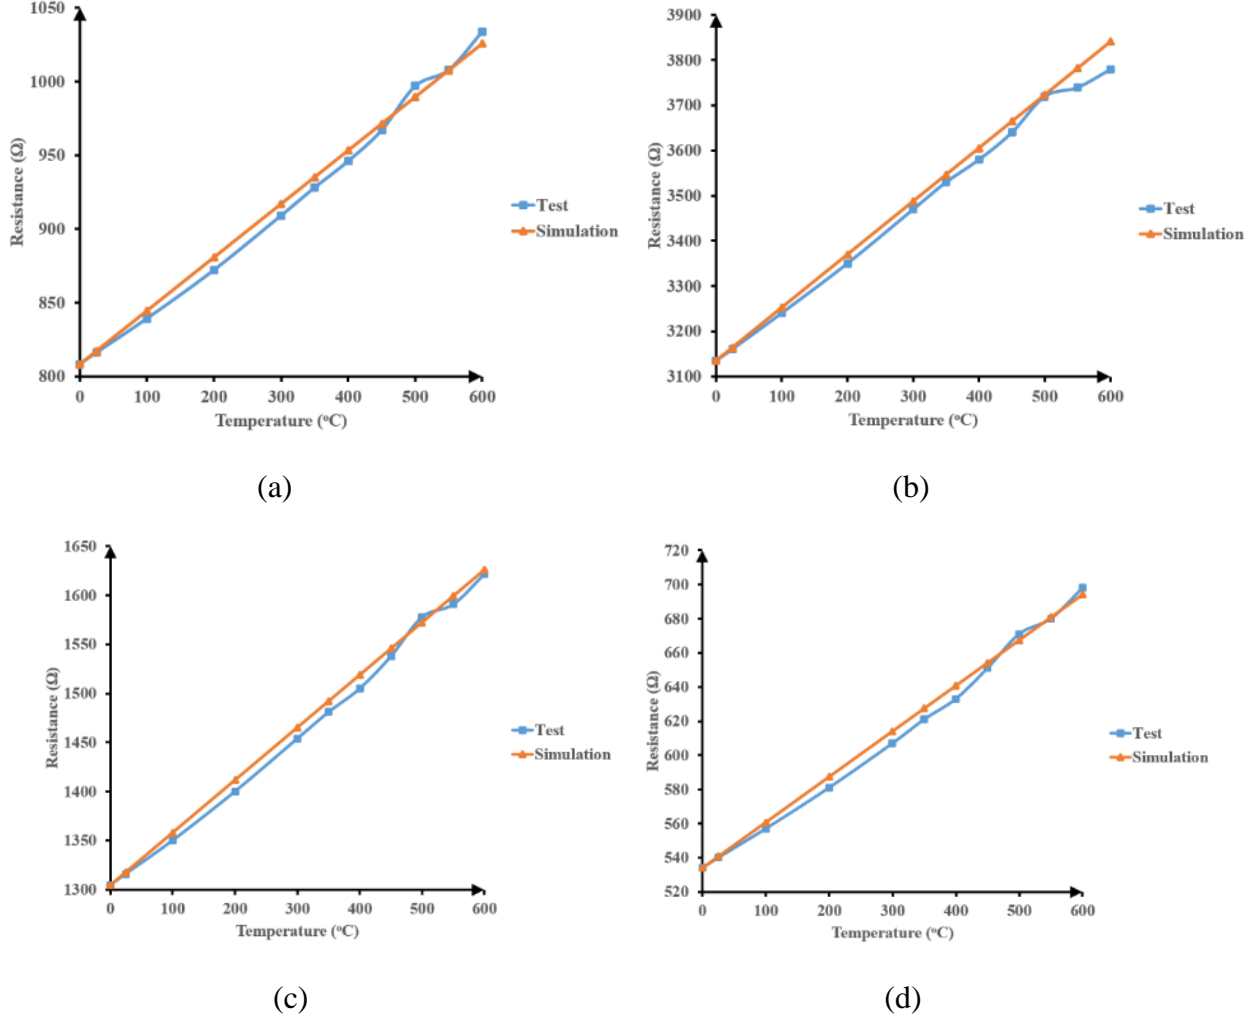 1050
1000
950
900
850
800
Resistance (Ω)
0 100 200 300 400 500 600
Temperature (ᵒC)
Test
Simulation
(a)
3900
3800
3700
3600
3500
3400
3300
3200
3100
Resistance (Ω)
0 100 200 300 400 500 600
Temperature (ᵒC)
Test
Simulation
(b)
1650
1600
1550
1500
1450
1400
1350
1300
Resistance (Ω)
0 100 200 300 400 500 600
Temperature (ᵒC)
Test
Simulation
(c)
720
700
680
660
640
620
600
580
560
540
520
Resistance (Ω)
0 100 200 300 400 500 600
Temperature (ᵒC)
Test
Simulation
(d)